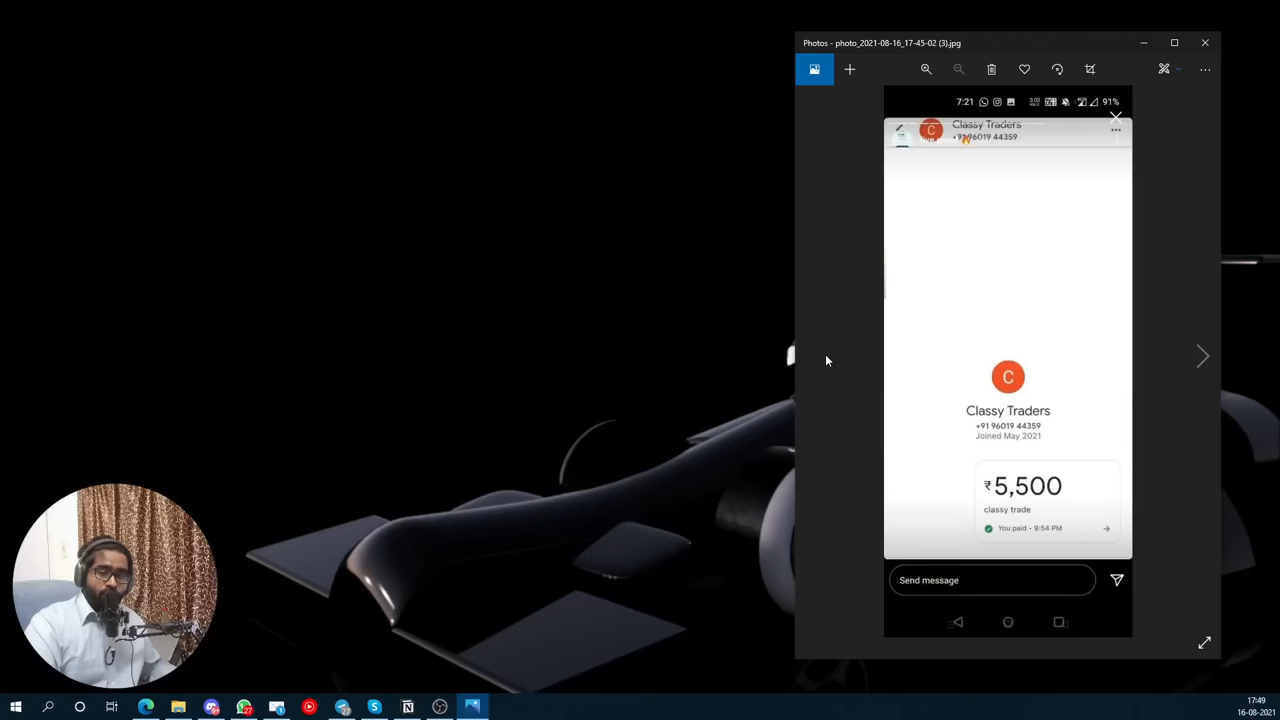 Photos - photo_2021-08-16_17-45-02 (3).jpg
7:21
91%
C
Classy Traders
+91 96019 44359
C
Classy Traders
+91 96019 44359
Joined May 2021
₹5,500
classy trade
You paid • 9:54 PM
Send message
27
17:49
16-08-2021